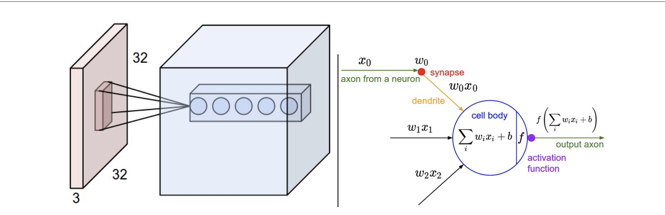 32
32
3
x₀
w₀
synapse
axon from a neuron
w₀x₀
dendrite
cell body
w₁x₁
∑ᵢ wᵢxᵢ + b
f
f(∑ᵢ wᵢxᵢ + b)
output axon
activation
function
w₂x₂